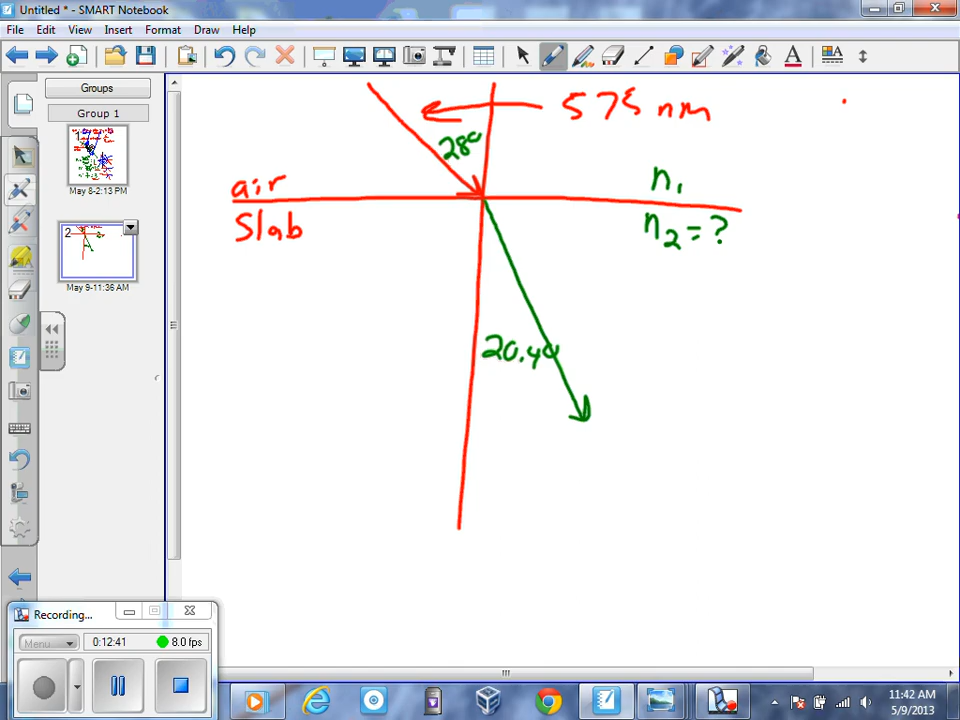 Untitled * - SMART Notebook
File Edit View Insert Format Draw Help
Groups
Group 1
May 8-2:13 PM
2
May 9-11:36 AM
575 nm
28°
air
n₁
Slab
n₂ = ?
20.4°
Recording...
Menu
0:12:41
8.0 fps
11:42 AM
5/9/2013